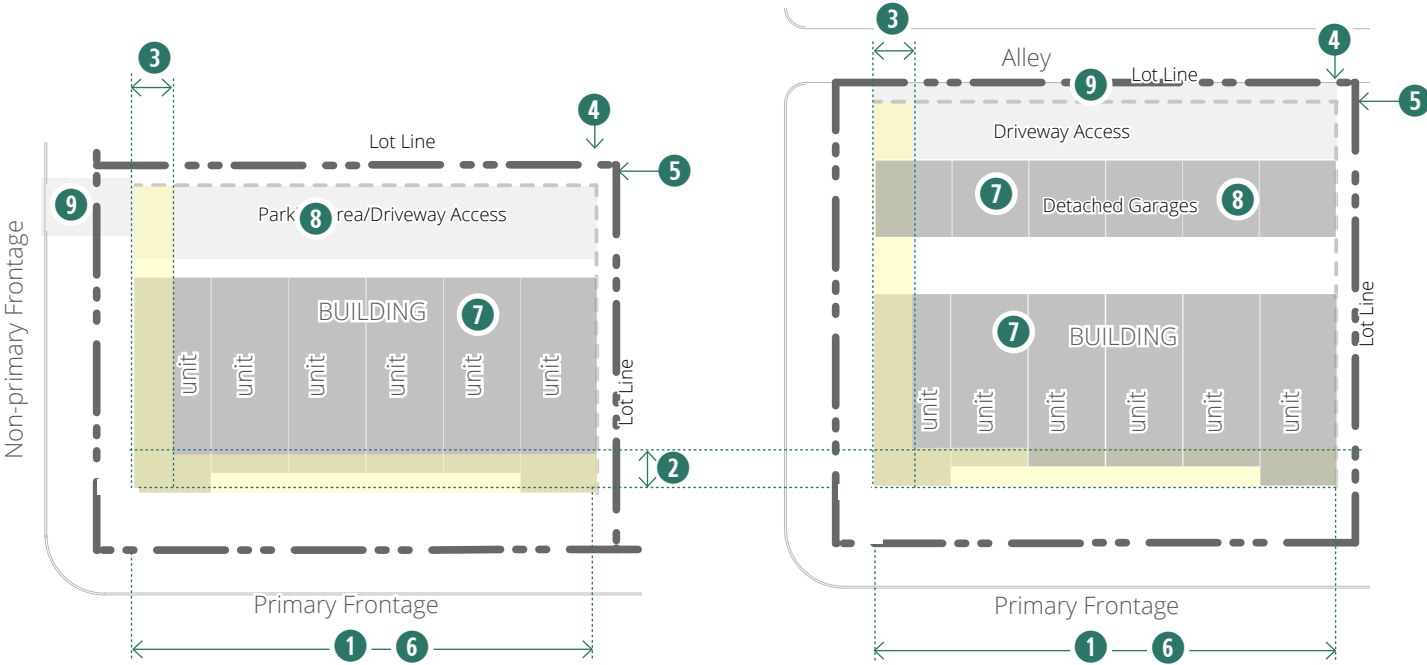 3
4
Lot Line
5
9
Park
8
rea/Driveway Access
Non-primary Frontage
BUILDING
7
unit
unit
unit
unit
unit
unit
Lot Line
2
Primary Frontage
1
6
3
4
Alley
Lot Line
9
5
Driveway Access
7
Detached Garages
8
Lot Line
7
BUILDING
unit
unit
unit
unit
unit
unit
Primary Frontage
1
6